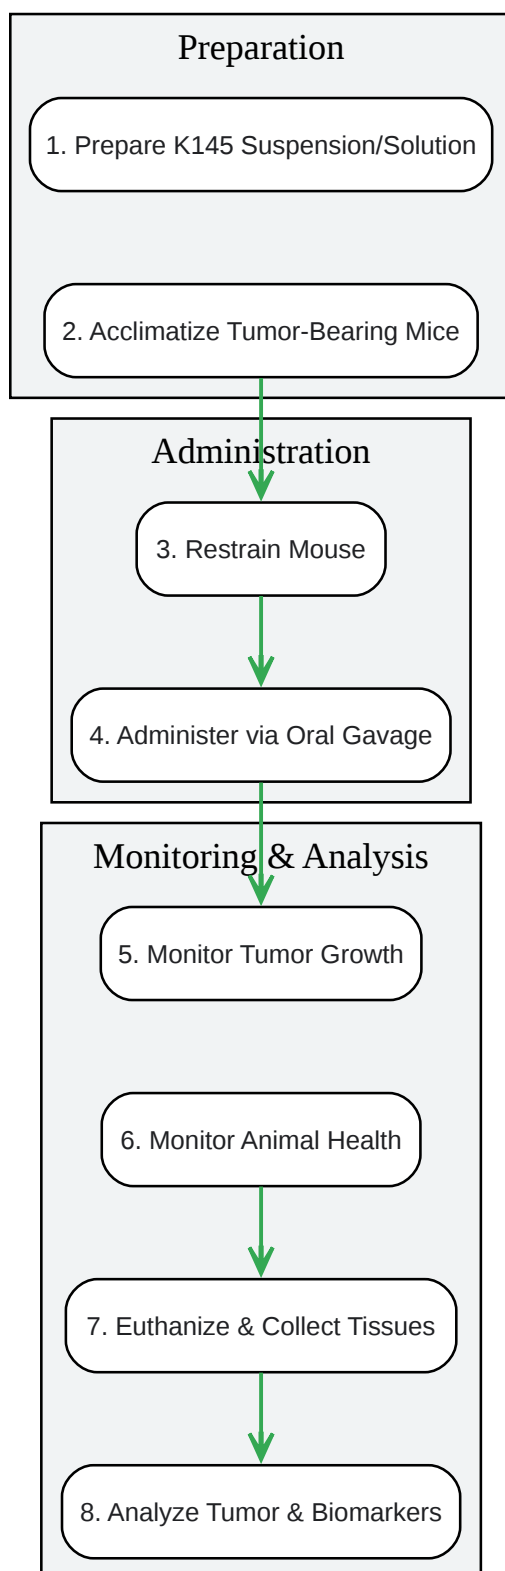 Preparation
1. Prepare K145 Suspension/Solution
2. Acclimatize Tumor-Bearing Mice
Administration
3. Restrain Mouse
4. Administer via Oral Gavage
Monitoring & Analysis
5. Monitor Tumor Growth
6. Monitor Animal Health
7. Euthanize & Collect Tissues
8. Analyze Tumor & Biomarkers